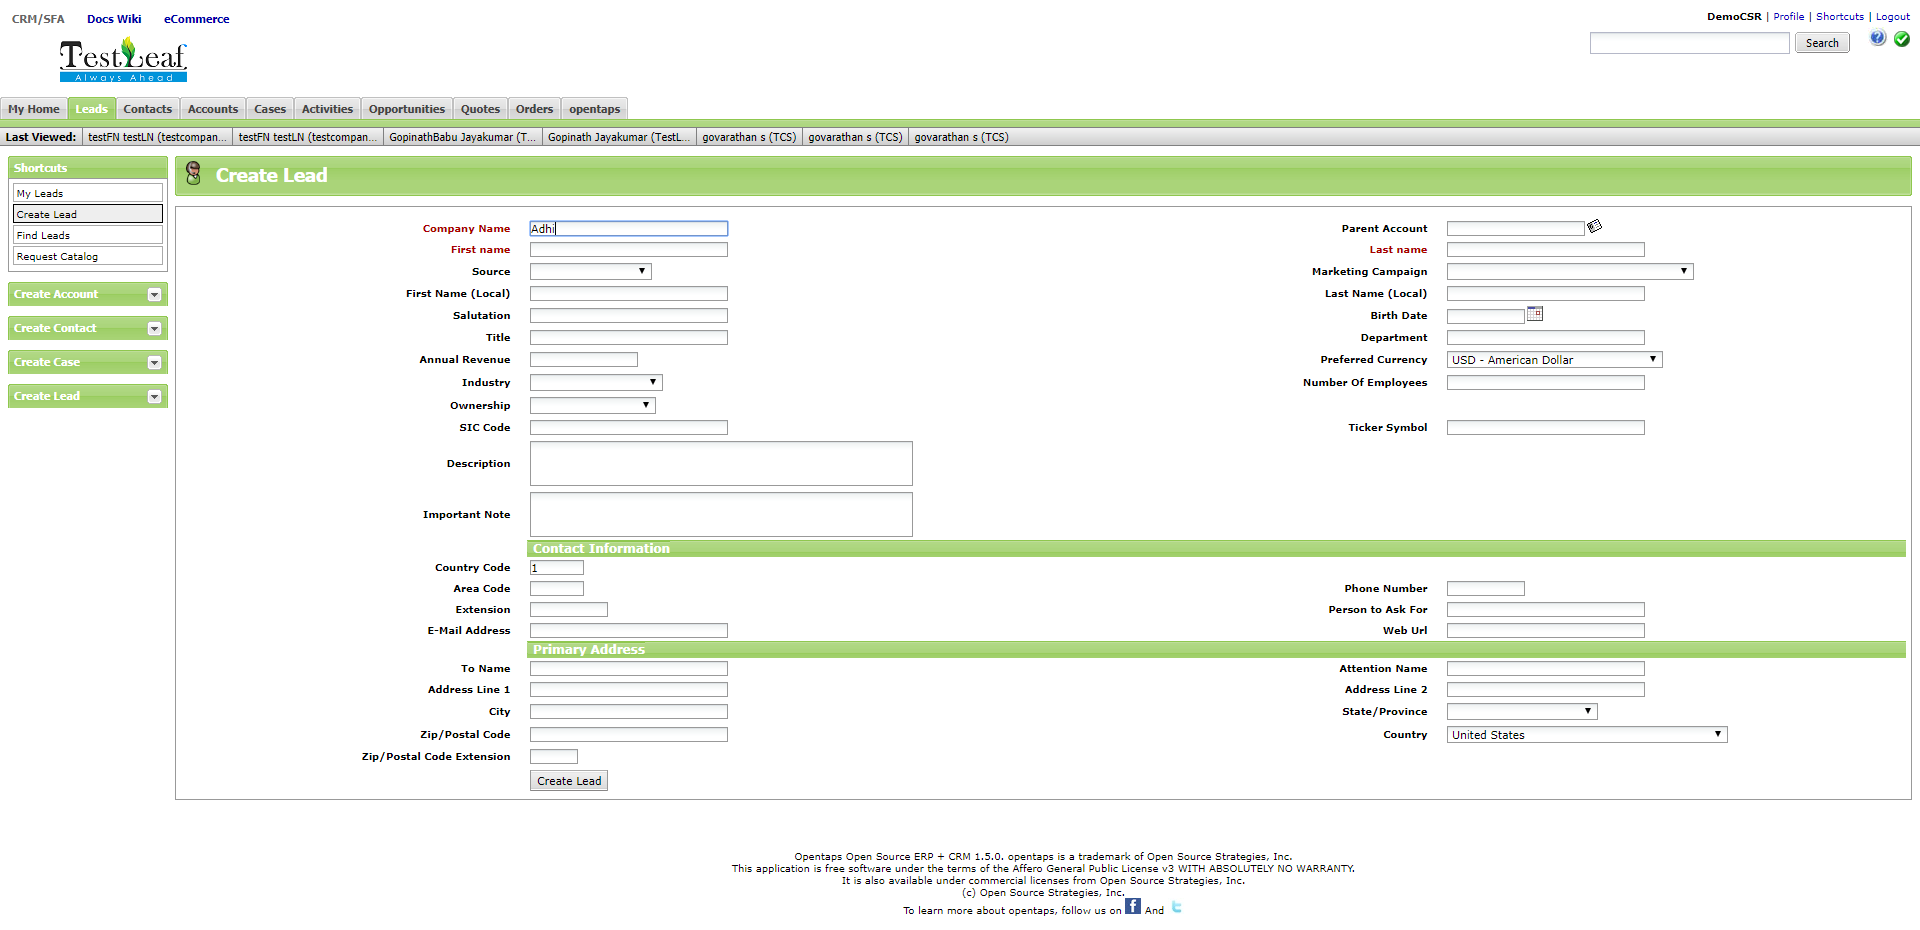 CRM/SFA Docs Wiki eCommerce
DemoCSR | Profile | Shortcuts | Logout
TestLeaf
Always Ahead
Search
My Home Leads Contacts Accounts Cases Activities Opportunities Quotes Orders opentaps
Last Viewed: testFN testLN (testcompan... testFN testLN (testcompan... GopinathBabu Jayakumar (T... Gopinath Jayakumar (TestL... govarathan s (TCS) govarathan s (TCS) govarathan s (TCS)
Shortcuts
My Leads
Create Lead
Find Leads
Request Catalog
Create Account
Create Contact
Create Case
Create Lead
Create Lead
Company Name Adhi Parent Account
First name Last name
Source Marketing Campaign
First Name (Local) Last Name (Local)
Salutation Birth Date
Title Department
Annual Revenue Preferred Currency USD - American Dollar
Industry Number Of Employees
Ownership
SIC Code Ticker Symbol
Description
Important Note
Contact Information
Country Code 1
Area Code Phone Number
Extension Person to Ask For
E-Mail Address Web Url
Primary Address
To Name Attention Name
Address Line 1 Address Line 2
City State/Province
Zip/Postal Code Country United States
Zip/Postal Code Extension
Create Lead
Opentaps Open Source ERP + CRM 1.5.0. opentaps is a trademark of Open Source Strategies, Inc.
This application is free software under the terms of the Affero General Public License v3 WITH ABSOLUTELY NO WARRANTY.
It is also available under commercial licenses from Open Source Strategies, Inc.
(c) Open Source Strategies, Inc.
To learn more about opentaps, follow us on f And t